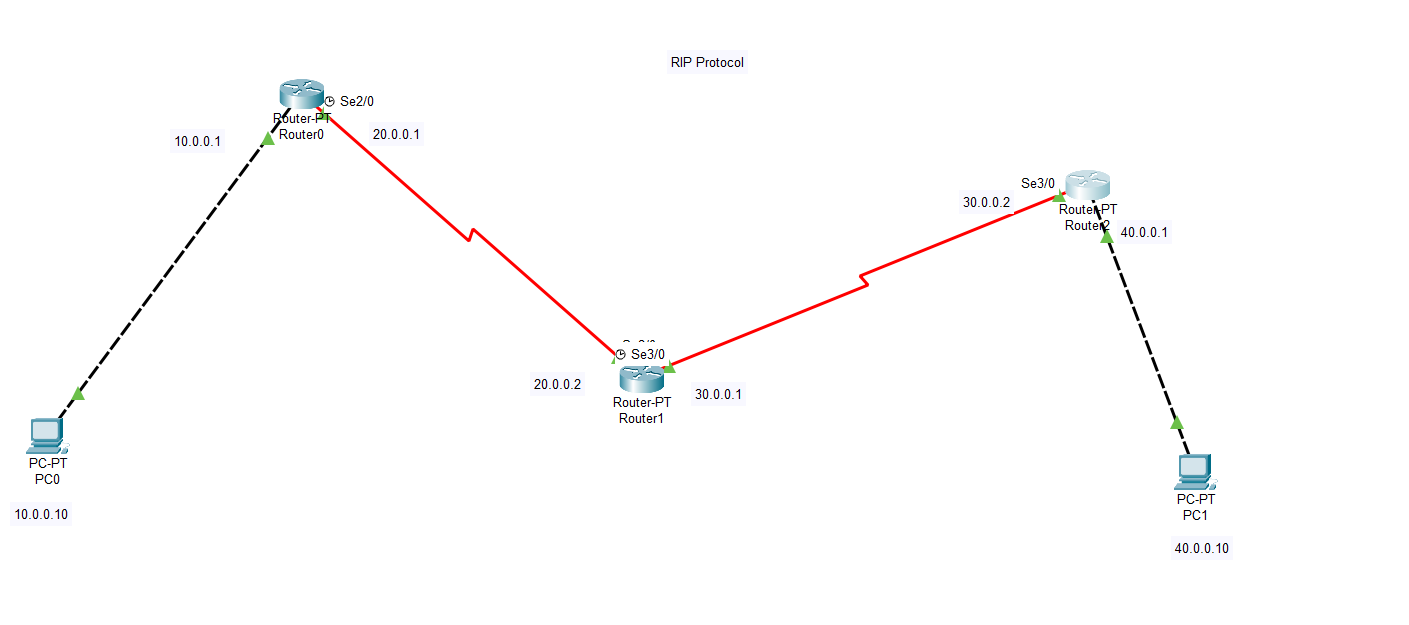 RIP Protocol
Se2/0
Router-PT
Router0
10.0.0.1
20.0.0.1
Se3/0
30.0.0.2
Router-PT
Router2
40.0.0.1
Se3/0
20.0.0.2
30.0.0.1
Router-PT
Router1
PC-PT
PC0
10.0.0.10
PC-PT
PC1
40.0.0.10